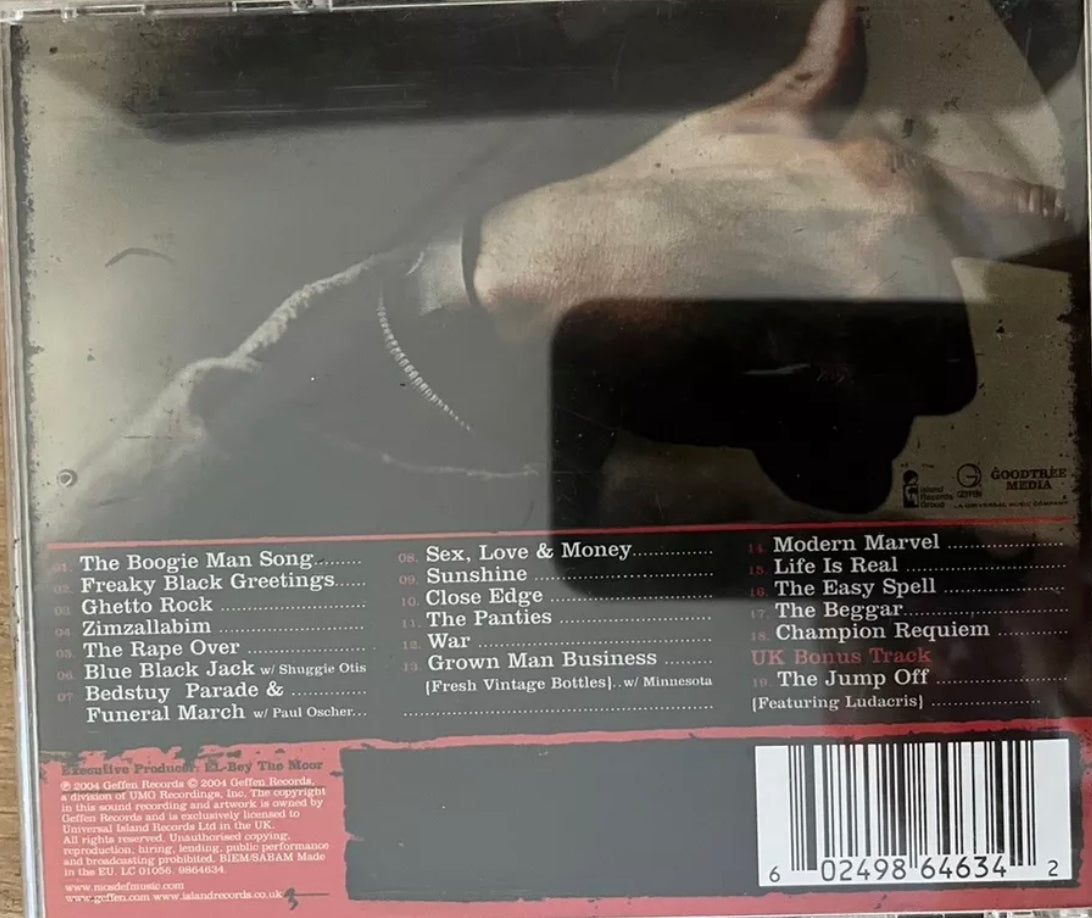 Island
Records
Group
GEFFEN
GOODTREE
MEDIA
A UNIVERSAL MUSIC COMPANY
01. The Boogie Man Song.........
02. Freaky Black Greetings......
03. Ghetto Rock ......................
04. Zimzallabim ......................
05. The Rape Over ..................
06. Blue Black Jack w/ Shuggie Otis
07. Bedstuy Parade & .............
Funeral March w/ Paul Oscher...
08. Sex, Love & Money..............
09. Sunshine ...............................
10. Close Edge ............................
11. The Panties ...........................
12. War ........................................
13. Grown Man Business .........
(Fresh Vintage Bottles)..w/ Minnesota
14. Modern Marvel ....................
15. Life Is Real ...........................
16. The Easy Spell .....................
17. The Beggar............................
18. Champion Requiem ............
UK Bonus Track
19. The Jump Off .......................
(Featuring Ludacris) ....................
Executive Producer: EL-Bey The Moor
℗ 2004 Geffen Records © 2004 Geffen Records,
a division of UMG Recordings, Inc. The copyright
in this sound recording and artwork is owned by
Geffen Records and is exclusively licensed to
Universal Island Records Ltd in the UK.
All rights reserved. Unauthorised copying,
reproduction, hiring, lending, public performance
and broadcasting prohibited. BIEM/SABAM Made
in the EU. LC 01056. 9864634.
www.mosdefmusic.com
www.geffen.com www.islandrecords.co.uk
6 02498 64634 2